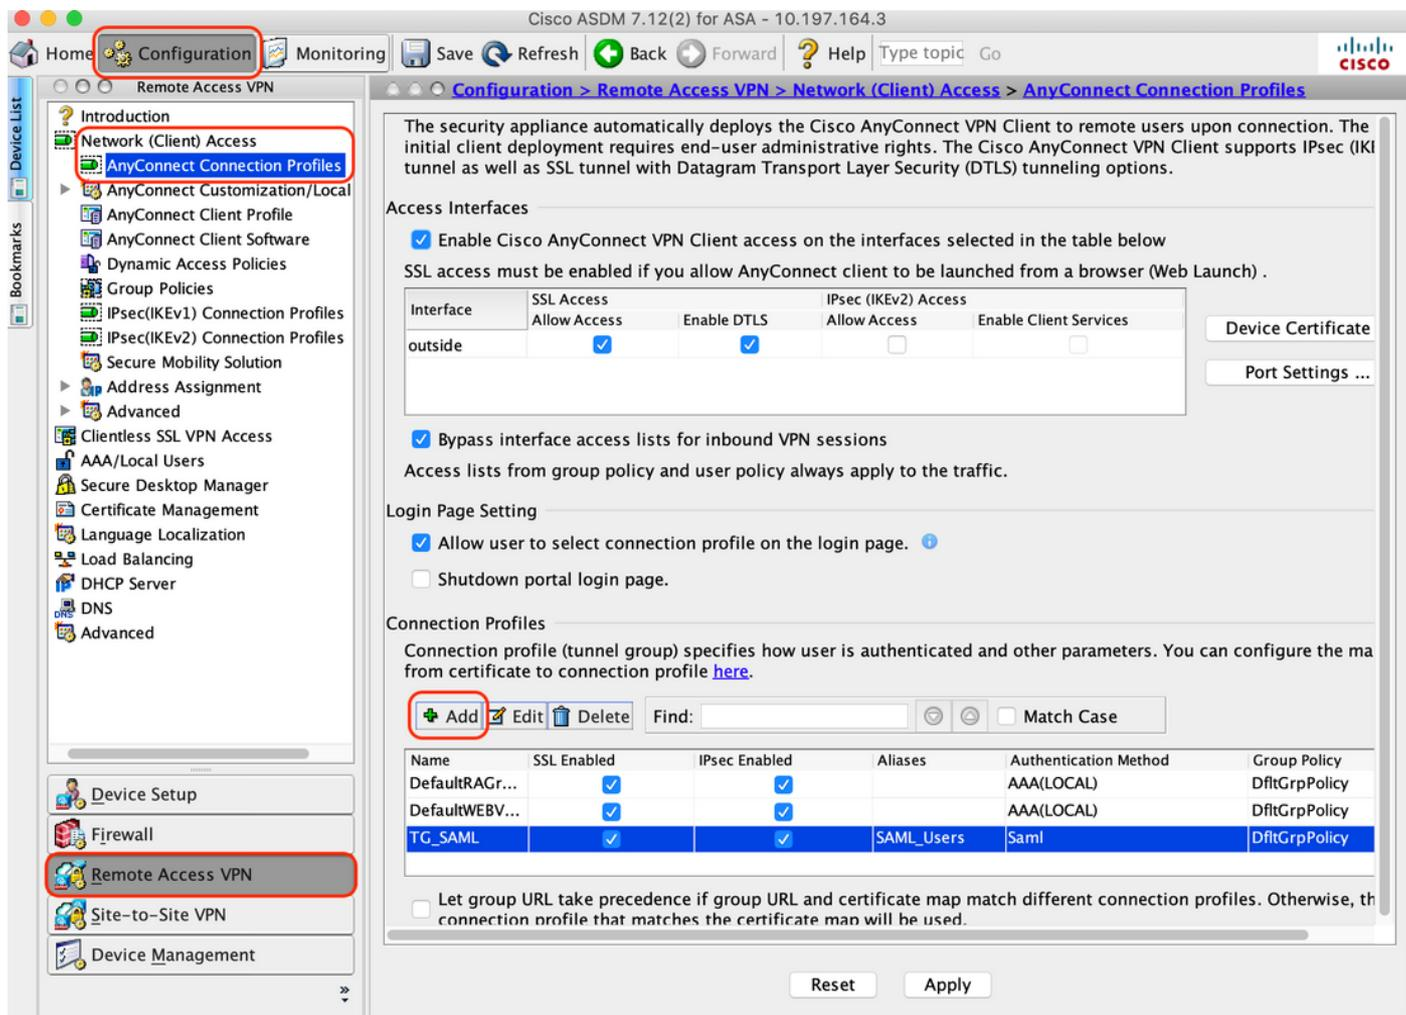 Cisco ASDM 7.12(2) for ASA - 10.197.164.3
Home Configuration Monitoring Save Refresh Back Forward Help Type topic Go
CISCO
Device List
Bookmarks
Remote Access VPN
Introduction
Network (Client) Access
AnyConnect Connection Profiles
AnyConnect Customization/Local
AnyConnect Client Profile
AnyConnect Client Software
Dynamic Access Policies
Group Policies
IPsec(IKEv1) Connection Profiles
IPsec(IKEv2) Connection Profiles
Secure Mobility Solution
Address Assignment
Advanced
Clientless SSL VPN Access
AAA/Local Users
Secure Desktop Manager
Certificate Management
Language Localization
Load Balancing
DHCP Server
DNS
Advanced
Device Setup
Firewall
Remote Access VPN
Site-to-Site VPN
Device Management
Configuration > Remote Access VPN > Network (Client) Access > AnyConnect Connection Profiles
The security appliance automatically deploys the Cisco AnyConnect VPN Client to remote users upon connection. The
initial client deployment requires end-user administrative rights. The Cisco AnyConnect VPN Client supports IPsec (IKE
tunnel as well as SSL tunnel with Datagram Transport Layer Security (DTLS) tunneling options.
Access Interfaces
Enable Cisco AnyConnect VPN Client access on the interfaces selected in the table below
SSL access must be enabled if you allow AnyConnect client to be launched from a browser (Web Launch) .
Interface SSL Access IPsec (IKEv2) Access
Allow Access Enable DTLS Allow Access Enable Client Services
outside
Device Certificate
Port Settings ...
Bypass interface access lists for inbound VPN sessions
Access lists from group policy and user policy always apply to the traffic.
Login Page Setting
Allow user to select connection profile on the login page.
Shutdown portal login page.
Connection Profiles
Connection profile (tunnel group) specifies how user is authenticated and other parameters. You can configure the ma
from certificate to connection profile here.
Add Edit Delete Find: Match Case
Name SSL Enabled IPsec Enabled Aliases Authentication Method Group Policy
DefaultRAGr... AAA(LOCAL) DfltGrpPolicy
DefaultWEBV... AAA(LOCAL) DfltGrpPolicy
TG_SAML SAML_Users Saml DfltGrpPolicy
Let group URL take precedence if group URL and certificate map match different connection profiles. Otherwise, th
connection profile that matches the certificate map will be used.
Reset Apply